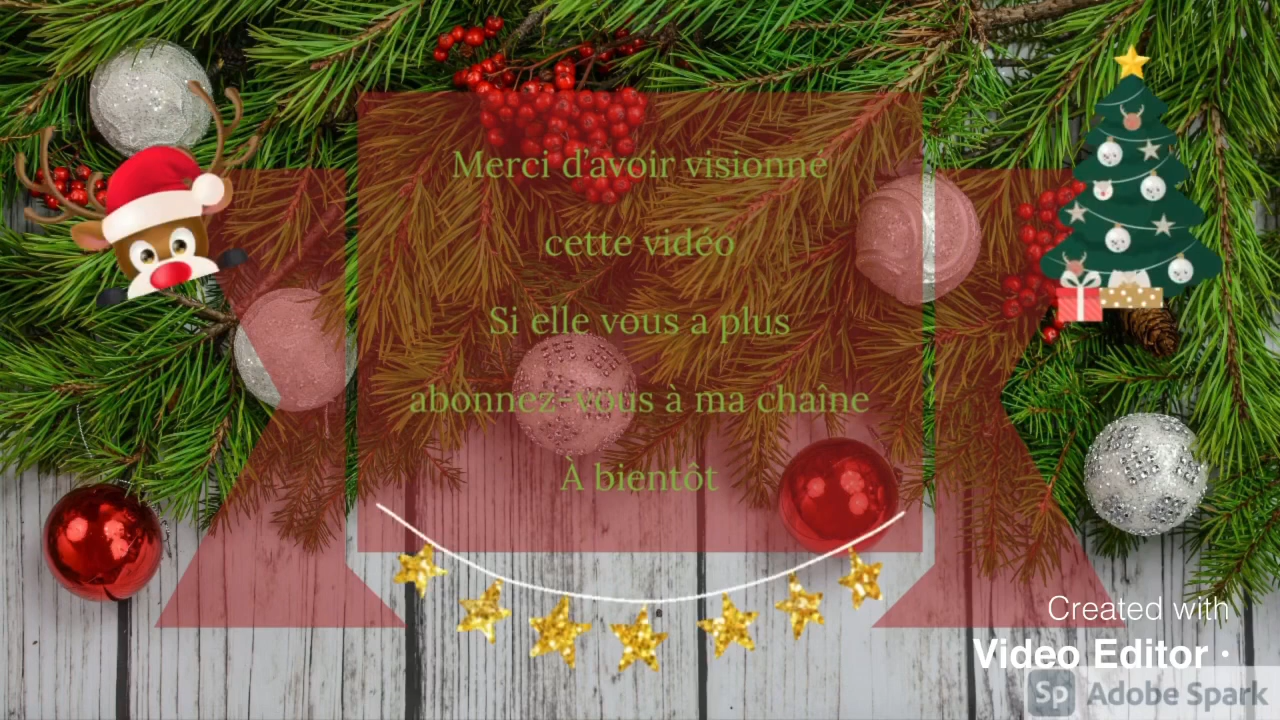 Merci d'avoir visionné
cette vidéo
Si elle vous a plus
abonnez-vous à ma chaîne
À bientôt
Created with
Video Editor ·
Sp Adobe Spark